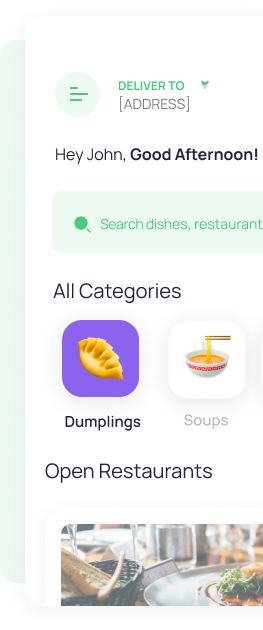 DELIVER TO
[ADDRESS]
Hey John, Good Afternoon!
Search dishes, restaurant
All Categories
Dumplings
Soups
Open Restaurants